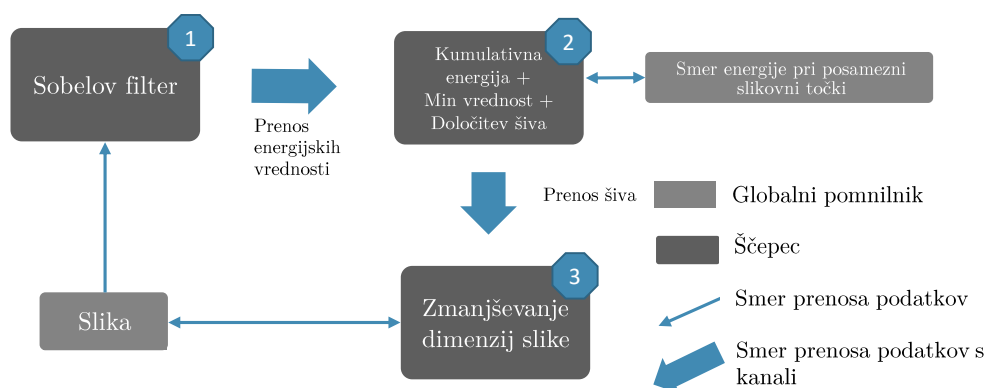 1
Sobelov filter
Prenos
energijskih
vrednosti
2
Kumulativna
energija +
Min vrednost +
Določitev šiva
Smer energije pri posamezni
slikovni točki
Prenos šiva
3
Zmanjševanje
dimenzij slike
Slika
Globalni pomnilnik
Ščepec
Smer prenosa podatkov
Smer prenosa podatkov s
kanali